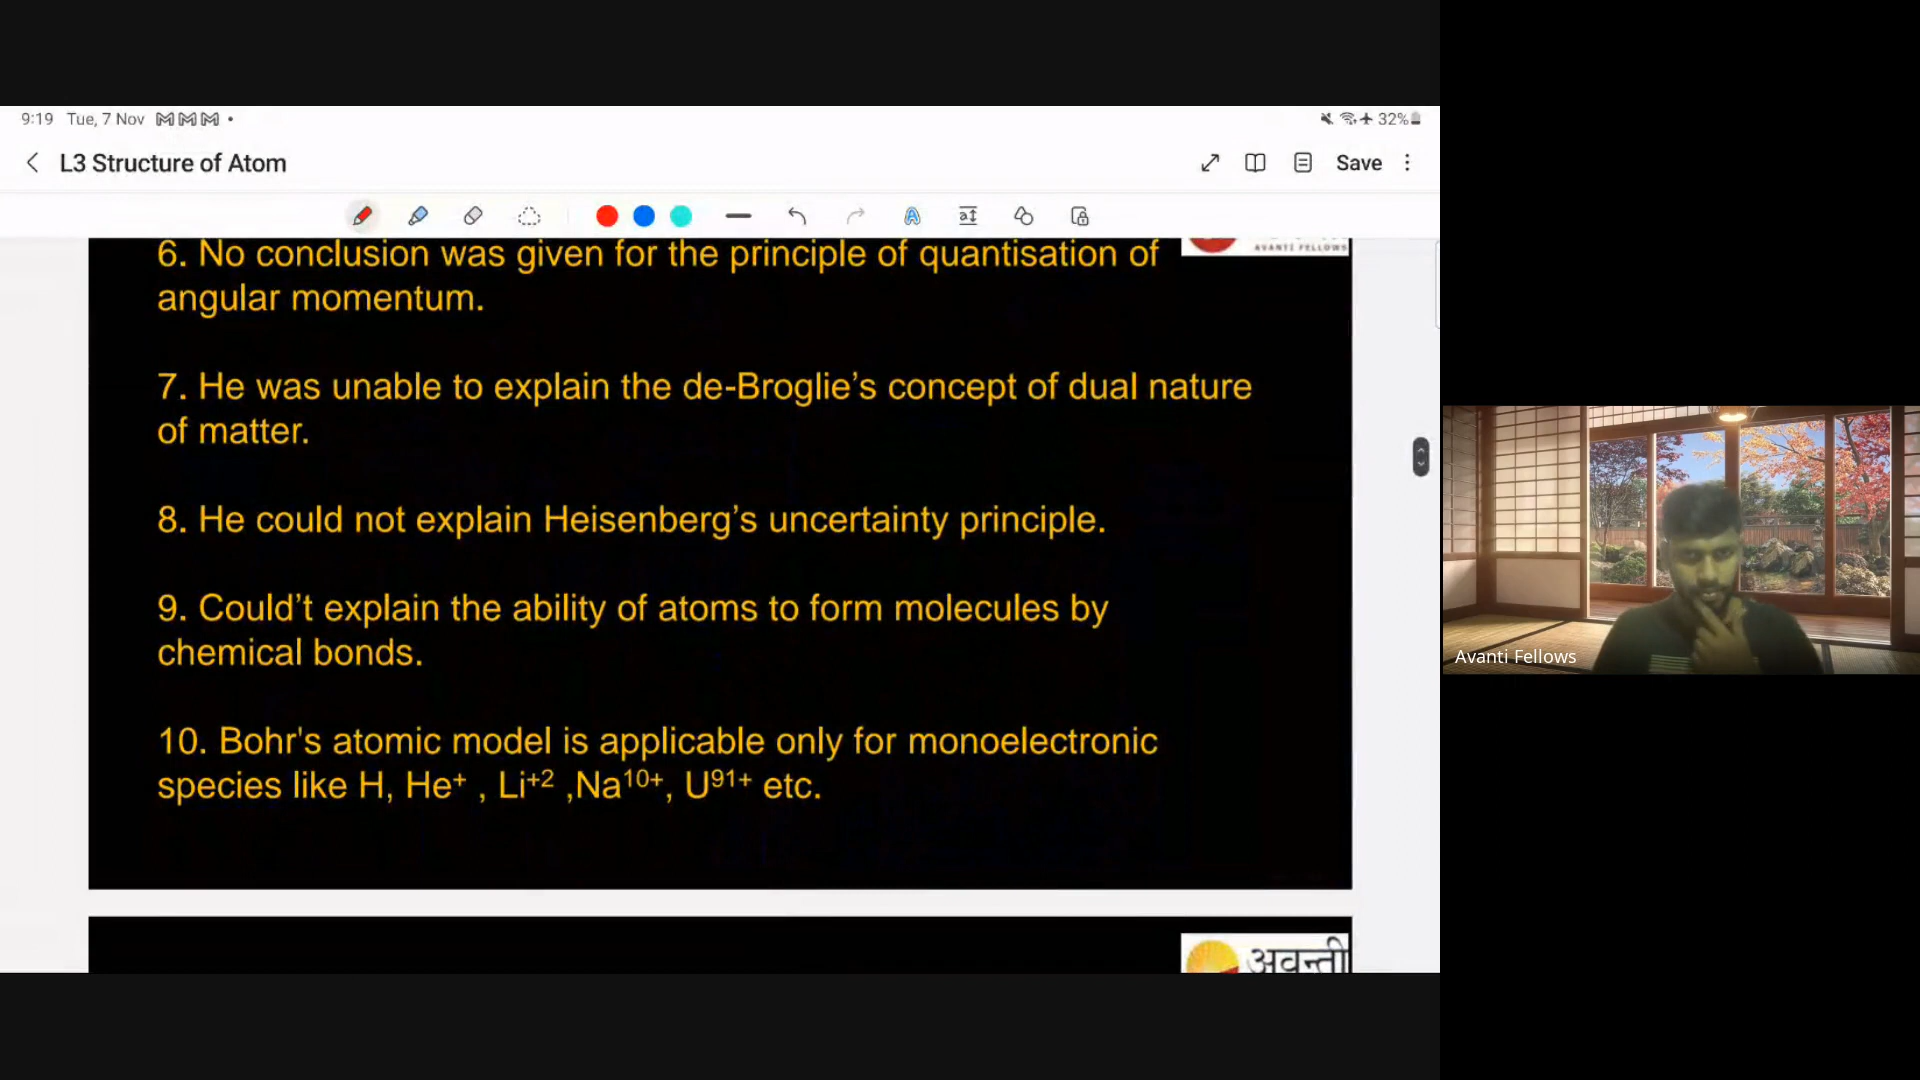 9:19 Tue, 7 Nov
32%
L3 Structure of Atom
Save
6. No conclusion was given for the principle of quantisation of
angular momentum.
AVANTI FELLOWS
7. He was unable to explain the de-Broglie’s concept of dual nature
of matter.
8. He could not explain Heisenberg’s uncertainty principle.
9. Could’t explain the ability of atoms to form molecules by
chemical bonds.
10. Bohr's atomic model is applicable only for monoelectronic
species like H, He⁺ , Li⁺² ,Na¹⁰⁺, U⁹¹⁺ etc.
अवन्ती
Avanti Fellows